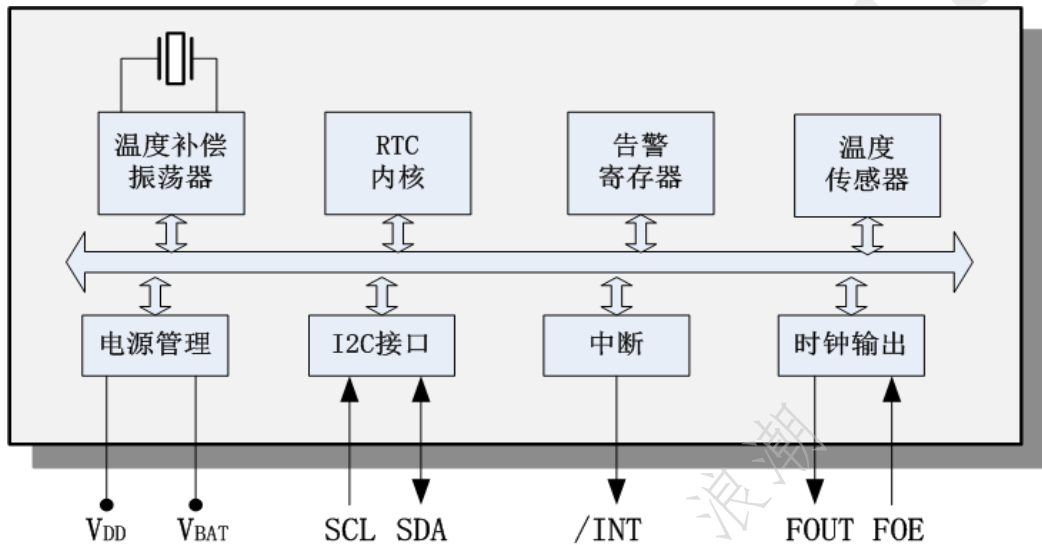 温度补偿
振荡器
RTC
内核
告警
寄存器
温度
传感器
电源管理
I2C接口
中断
时钟输出
VDD
VBAT
SCL
SDA
/INT
FOUT
FOE
浪潮